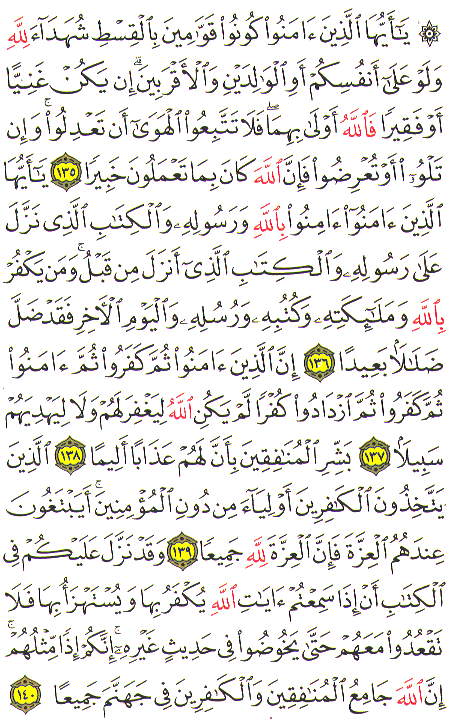 ۞ يَٰٓأَيُّهَا ٱلَّذِينَ ءَامَنُوا۟ كُونُوا۟ قَوَّٰمِينَ بِٱلْقِسْطِ شُهَدَآءَ لِلَّهِ
وَلَوْ عَلَىٰٓ أَنفُسِكُمْ أَوِ ٱلْوَٰلِدَيْنِ وَٱلْأَقْرَبِينَ ۚ إِن يَكُنْ غَنِيًّا
أَوْ فَقِيرًا فَٱللَّهُ أَوْلَىٰ بِهِمَا ۖ فَلَا تَتَّبِعُوا۟ ٱلْهَوَىٰٓ أَن تَعْدِلُوا۟ ۚ وَإِن
تَلْوُۥٓا۟ أَوْ تُعْرِضُوا۟ فَإِنَّ ٱللَّهَ كَانَ بِمَا تَعْمَلُونَ خَبِيرًا ١٣٥ يَٰٓأَيُّهَا
ٱلَّذِينَ ءَامَنُوٓا۟ ءَامِنُوا۟ بِٱللَّهِ وَرَسُولِهِۦ وَٱلْكِتَٰبِ ٱلَّذِى نَزَّلَ
عَلَىٰ رَسُولِهِۦ وَٱلْكِتَٰبِ ٱلَّذِىٓ أَنزَلَ مِن قَبْلُ ۚ وَمَن يَكْفُرْ
بِٱللَّهِ وَمَلَٰٓئِكَتِهِۦ وَكُتُبِهِۦ وَرُسُلِهِۦ وَٱلْيَوْمِ ٱلْءَاخِرِ فَقَدْ ضَلَّ
ضَلَٰلًۢا بَعِيدًا ١٣٦ إِنَّ ٱلَّذِينَ ءَامَنُوا۟ ثُمَّ كَفَرُوا۟ ثُمَّ ءَامَنُوا۟
ثُمَّ كَفَرُوا۟ ثُمَّ ٱزْدَادُوا۟ كُفْرًا لَّمْ يَكُنِ ٱللَّهُ لِيَغْفِرَ لَهُمْ وَلَا لِيَهْدِيَهُمْ
سَبِيلًۢا ١٣٧ بَشِّرِ ٱلْمُنَٰفِقِينَ بِأَنَّ لَهُمْ عَذَابًا أَلِيمًا ١٣٨ ٱلَّذِينَ
يَتَّخِذُونَ ٱلْكَٰفِرِينَ أَوْلِيَآءَ مِن دُونِ ٱلْمُؤْمِنِينَ ۚ أَيَبْتَغُونَ
عِندَهُمُ ٱلْعِزَّةَ فَإِنَّ ٱلْعِزَّةَ لِلَّهِ جَمِيعًا ١٣٩ وَقَدْ نَزَّلَ عَلَيْكُمْ فِى
ٱلْكِتَٰبِ أَنْ إِذَا سَمِعْتُمْ ءَايَٰتِ ٱللَّهِ يُكْفَرُ بِهَا وَيُسْتَهْزَأُ بِهَا فَلَا
تَقْعُدُوا۟ مَعَهُمْ حَتَّىٰ يَخُوضُوا۟ فِى حَدِيثٍ غَيْرِهِۦٓ ۚ إِنَّكُمْ إِذًا مِّثْلُهُمْ ۗ
إِنَّ ٱللَّهَ جَامِعُ ٱلْمُنَٰفِقِينَ وَٱلْكَٰفِرِينَ فِى جَهَنَّمَ جَمِيعًا ١٤٠